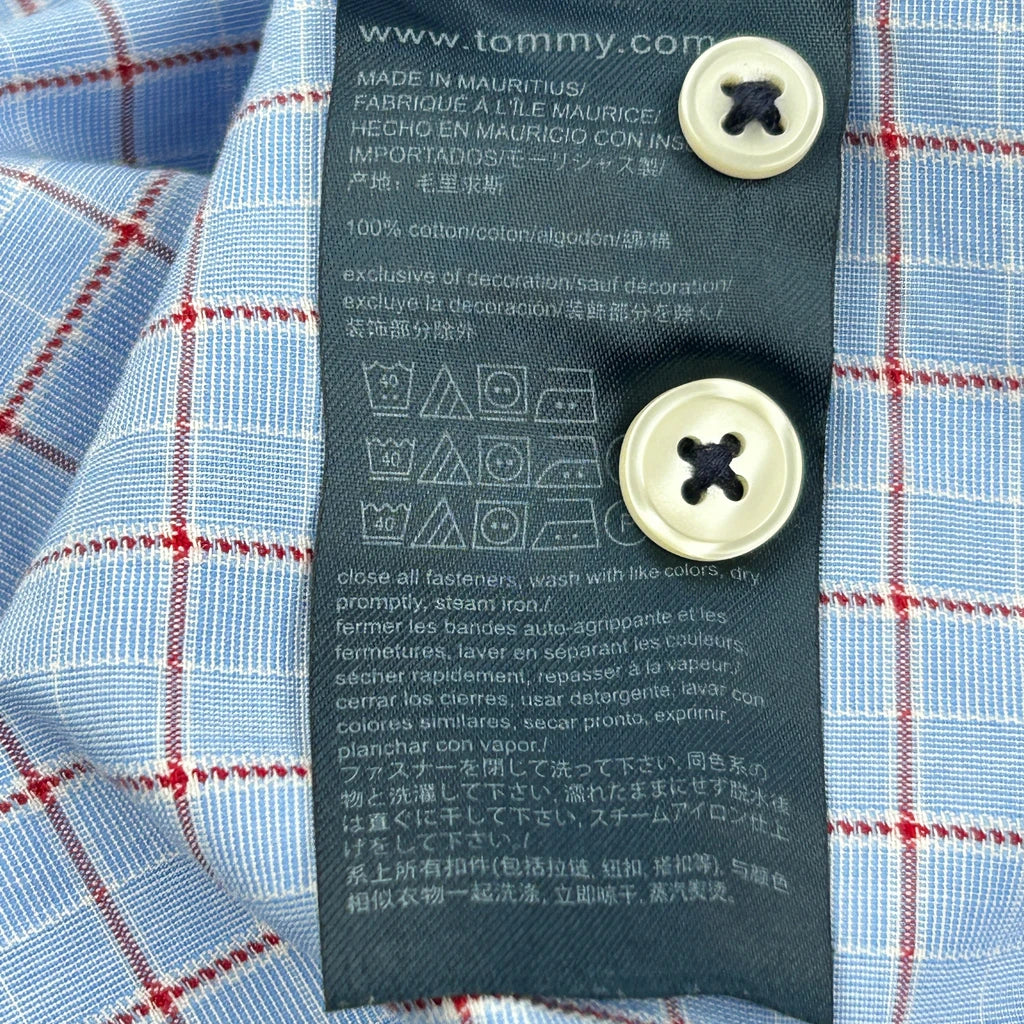 www.tommy.com
MADE IN MAURITIUS/
FABRIQUÉ À L'ÎLE MAURICE/
HECHO EN MAURICIO CON INS
IMPORTADOS/モーリシャス製/
产地：毛里求斯
100% cotton/coton/algodón/綿/棉
exclusive of decoration/sauf décoration/
excluye la decoracion/装飾部分を除く/
装饰部分除外
40
40
40 P
close all fasteners, wash with like colors, dry
promptly, steam iron./
fermer les bandes auto-agrippante et les
fermetures, laver en séparant les couleurs,
sécher rapidement, repasser à la vapeur./
cerrar los cierres, usar detergente, lavar con
colores similares, secar pronto, exprimir,
planchar con vapor./
ファスナーを閉じて洗って下さい, 同色系の
物と洗濯して下さい, 濡れたままにせず脱水後
は直ぐに干して下さい, スチームアイロン仕上
げをして下さい. /
系上所有扣件(包括拉链, 纽扣, 搭扣等), 与颜色
相似衣物一起洗涤, 立即晾干, 蒸汽熨烫.